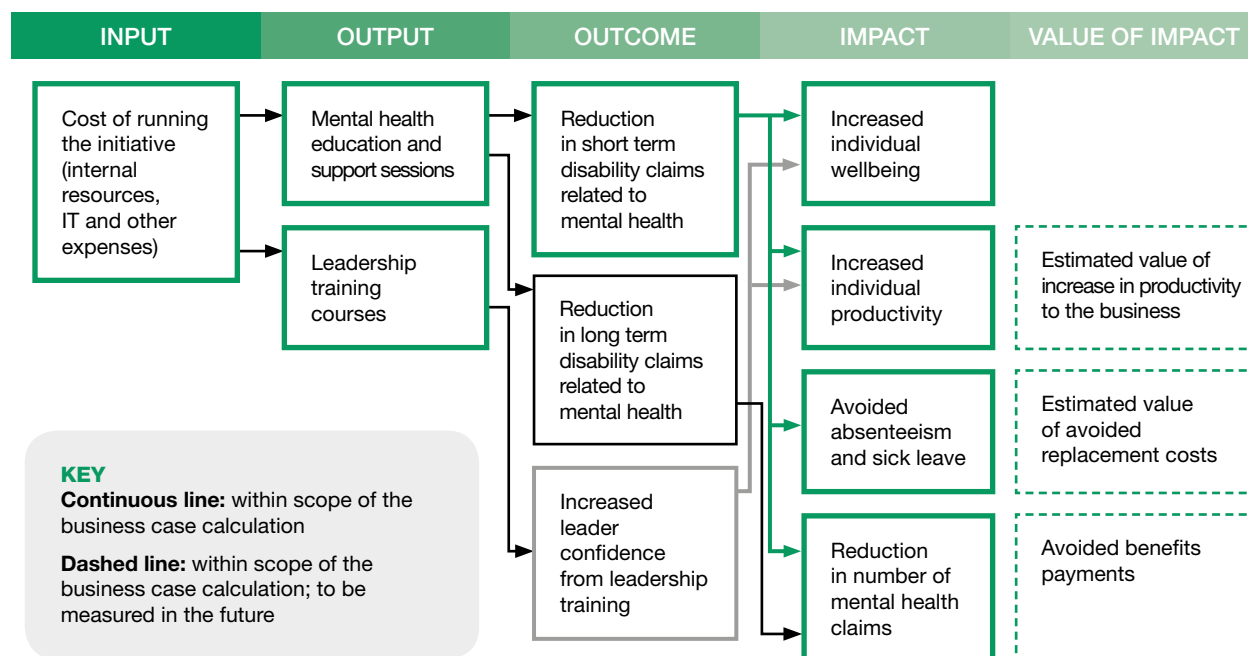 INPUT
OUTPUT
OUTCOME
IMPACT
VALUE OF IMPACT
Cost of running
the initiative
(internal
resources,
IT and other
expenses)
Mental health
education and
support sessions
Leadership
training
courses
Reduction
in short term
disability claims
related to
mental health
Reduction
in long term
disability claims
related to
mental health
Increased
leader
confidence
from leadership
training
Increased
individual
wellbeing
Increased
individual
productivity
Avoided
absenteeism
and sick leave
Reduction
in number of
mental health
claims
Estimated value of
increase in productivity
to the business
Estimated value
of avoided
replacement costs
Avoided benefits
payments
KEY
Continuous line: within scope of the
business case calculation
Dashed line: within scope of the
business case calculation; to be
measured in the future